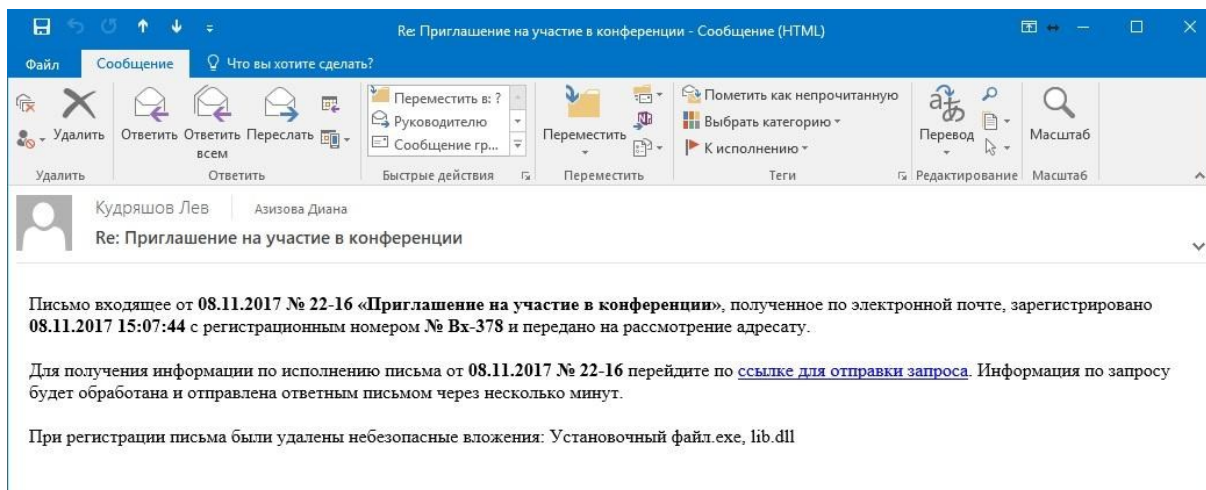 Re: Приглашение на участие в конференции - Сообщение (HTML)
Файл Сообщение Что вы хотите сделать?
Удалить
Ответить Ответить всем Переслать
Переместить в: ?
Руководителю
Сообщение гр...
Переместить
Пометить как непрочитанную
Выбрать категорию
К исполнению
Перевод
Масштаб
Удалить Ответить Быстрые действия Переместить Теги Редактирование Масштаб
Кудряшов Лев Азизова Диана
Re: Приглашение на участие в конференции
Письмо входящее от 08.11.2017 № 22-16 «Приглашение на участие в конференции», полученное по электронной почте, зарегистрировано
08.11.2017 15:07:44 с регистрационным номером № Вх-378 и передано на рассмотрение адресату.
Для получения информации по исполнению письма от 08.11.2017 № 22-16 перейдите по ссылке для отправки запроса. Информация по запросу
будет обработана и отправлена ответным письмом через несколько минут.
При регистрации письма были удалены небезопасные вложения: Установочный файл.exe, lib.dll